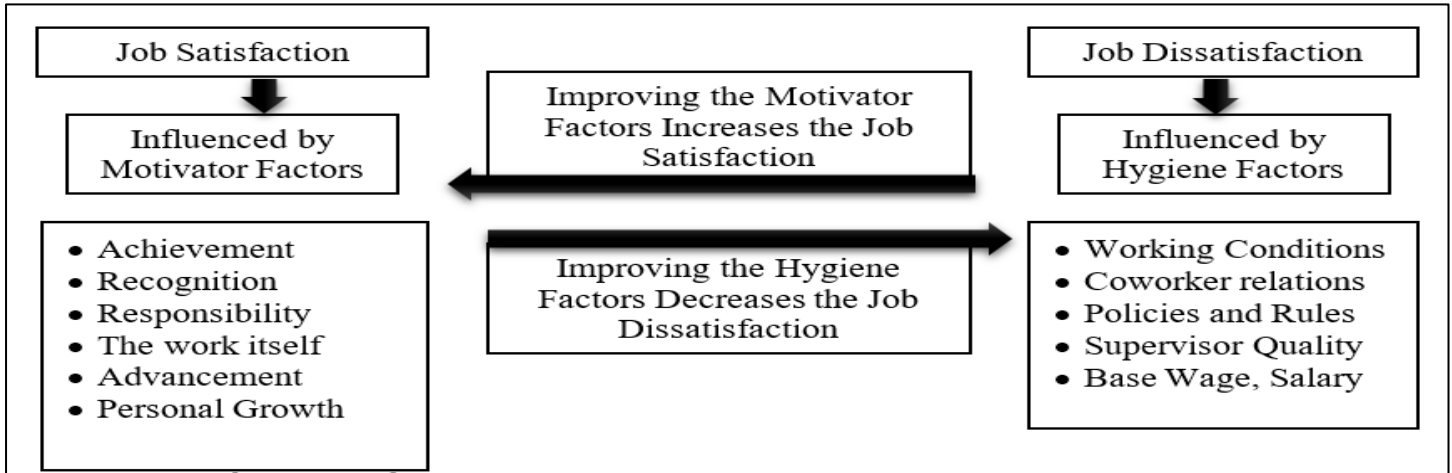 Job Satisfaction
Influenced by
Motivator Factors
• Achievement
• Recognition
• Responsibility
• The work itself
• Advancement
• Personal Growth
Improving the Motivator
Factors Increases the Job
Satisfaction
Improving the Hygiene
Factors Decreases the Job
Dissatisfaction
Job Dissatisfaction
Influenced by
Hygiene Factors
• Working Conditions
• Coworker relations
• Policies and Rules
• Supervisor Quality
• Base Wage, Salary